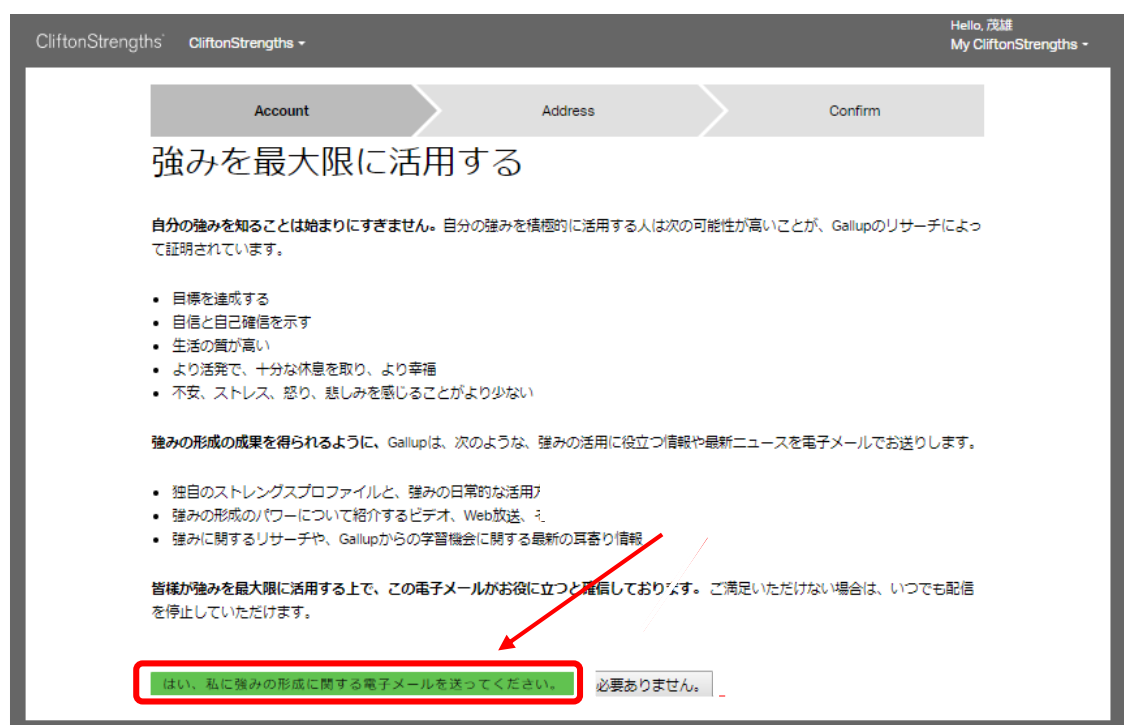 CliftonStrengths CliftonStrengths
Hello, 茂雄
My CliftonStrengths
Account Address Confirm
強みを最大限に活用する
自分の強みを知ることは始まりにすぎません。自分の強みを積極的に活用する人は次の可能性が高いことが、Gallupのリサーチによっ
て証明されています。
• 目標を達成する
• 自信と自己確信を示す
• 生活の質が高い
• より活発で、十分な休息を取り、より幸福
• 不安、ストレス、怒り、悲しみを感じることがより少ない
強みの形成の成果を得られるように、Gallupは、次のような、強みの活用に役立つ情報や最新ニュースを電子メールでお送りします。
• 独自のストレングスプロファイルと、強みの日常的な活用
• 強みの形成のパワーについて紹介するビデオ、Web放送、
• 強みに関するリサーチや、Gallupからの学習機会に関する最新の耳寄り情報
皆様が強みを最大限に活用する上で、この電子メールがお役に立つと確信しております。ご満足いただけない場合は、いつでも配信
を停止していただけます。
はい、私に強みの形成に関する電子メールを送ってください。 必要ありません。